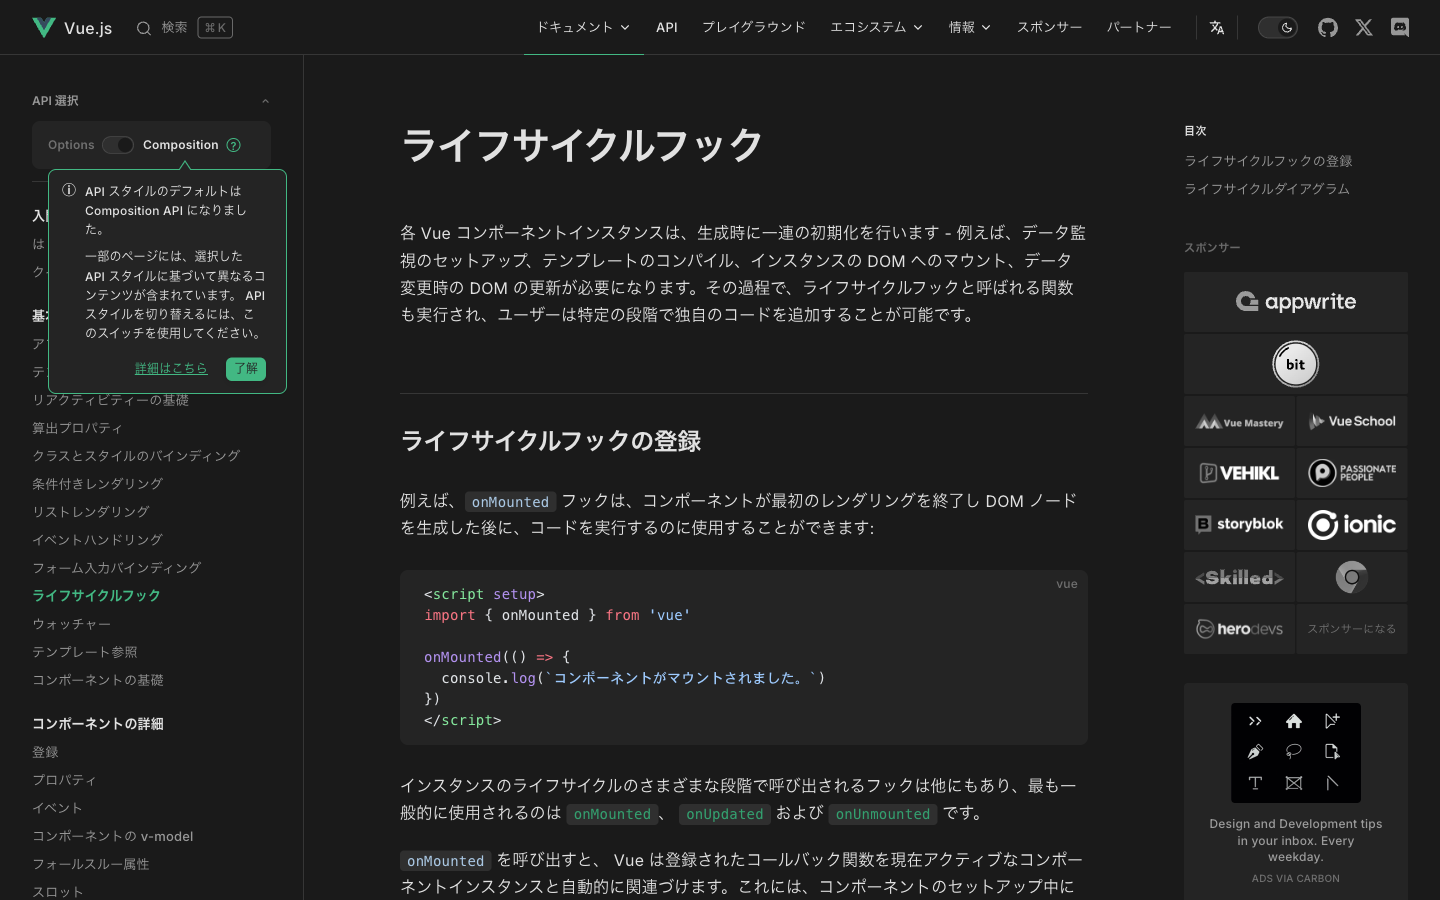 Vue.js
検索
⌘ K
ドキュメント
API
プレイグラウンド
エコシステム
情報
スポンサー
パートナー
API 選択
Options
Composition
?
API スタイルのデフォルトは
Composition API になりまし
た。
一部のページには、選択した
API スタイルに基づいて異なるコ
ンテンツが含まれています。 API
スタイルを切り替えるには、こ
のスイッチを使用してください。
詳細はこちら
了解
リアクティビティーの基礎
算出プロパティ
クラスとスタイルのバインディング
条件付きレンダリング
リストレンダリング
イベントハンドリング
フォーム入力バインディング
ライフサイクルフック
ウォッチャー
テンプレート参照
コンポーネントの基礎
コンポーネントの詳細
登録
プロパティ
イベント
コンポーネントの v-model
フォールスルー属性
スロット
ライフサイクルフック
各 Vue コンポーネントインスタンスは、生成時に一連の初期化を行います - 例えば、データ監
視のセットアップ、テンプレートのコンパイル、インスタンスの DOM へのマウント、データ
変更時の DOM の更新が必要になります。その過程で、ライフサイクルフックと呼ばれる関数
も実行され、ユーザーは特定の段階で独自のコードを追加することが可能です。
ライフサイクルフックの登録
例えば、 onMounted フックは、コンポーネントが最初のレンダリングを終了し DOM ノード
を生成した後に、コードを実行するのに使用することができます:
vue
<script setup>
import { onMounted } from 'vue'
onMounted(() => {
  console.log(`コンポーネントがマウントされました。`)
})
</script>
インスタンスのライフサイクルのさまざまな段階で呼び出されるフックは他にもあり、最も一
般的に使用されるのは onMounted、 onUpdated および onUnmounted です。
onMounted を呼び出すと、 Vue は登録されたコールバック関数を現在アクティブなコンポー
ネントインスタンスと自動的に関連づけます。これには、コンポーネントのセットアップ中に
目次
ライフサイクルフックの登録
ライフサイクルダイアグラム
スポンサー
appwrite
bit
Vue Mastery
Vue School
VEHIKL
PASSIONATE
PEOPLE
storyblok
ionic
<Skilled>
herodevs
スポンサーになる
Design and Development tips
in your inbox. Every
weekday.
ADS VIA CARBON